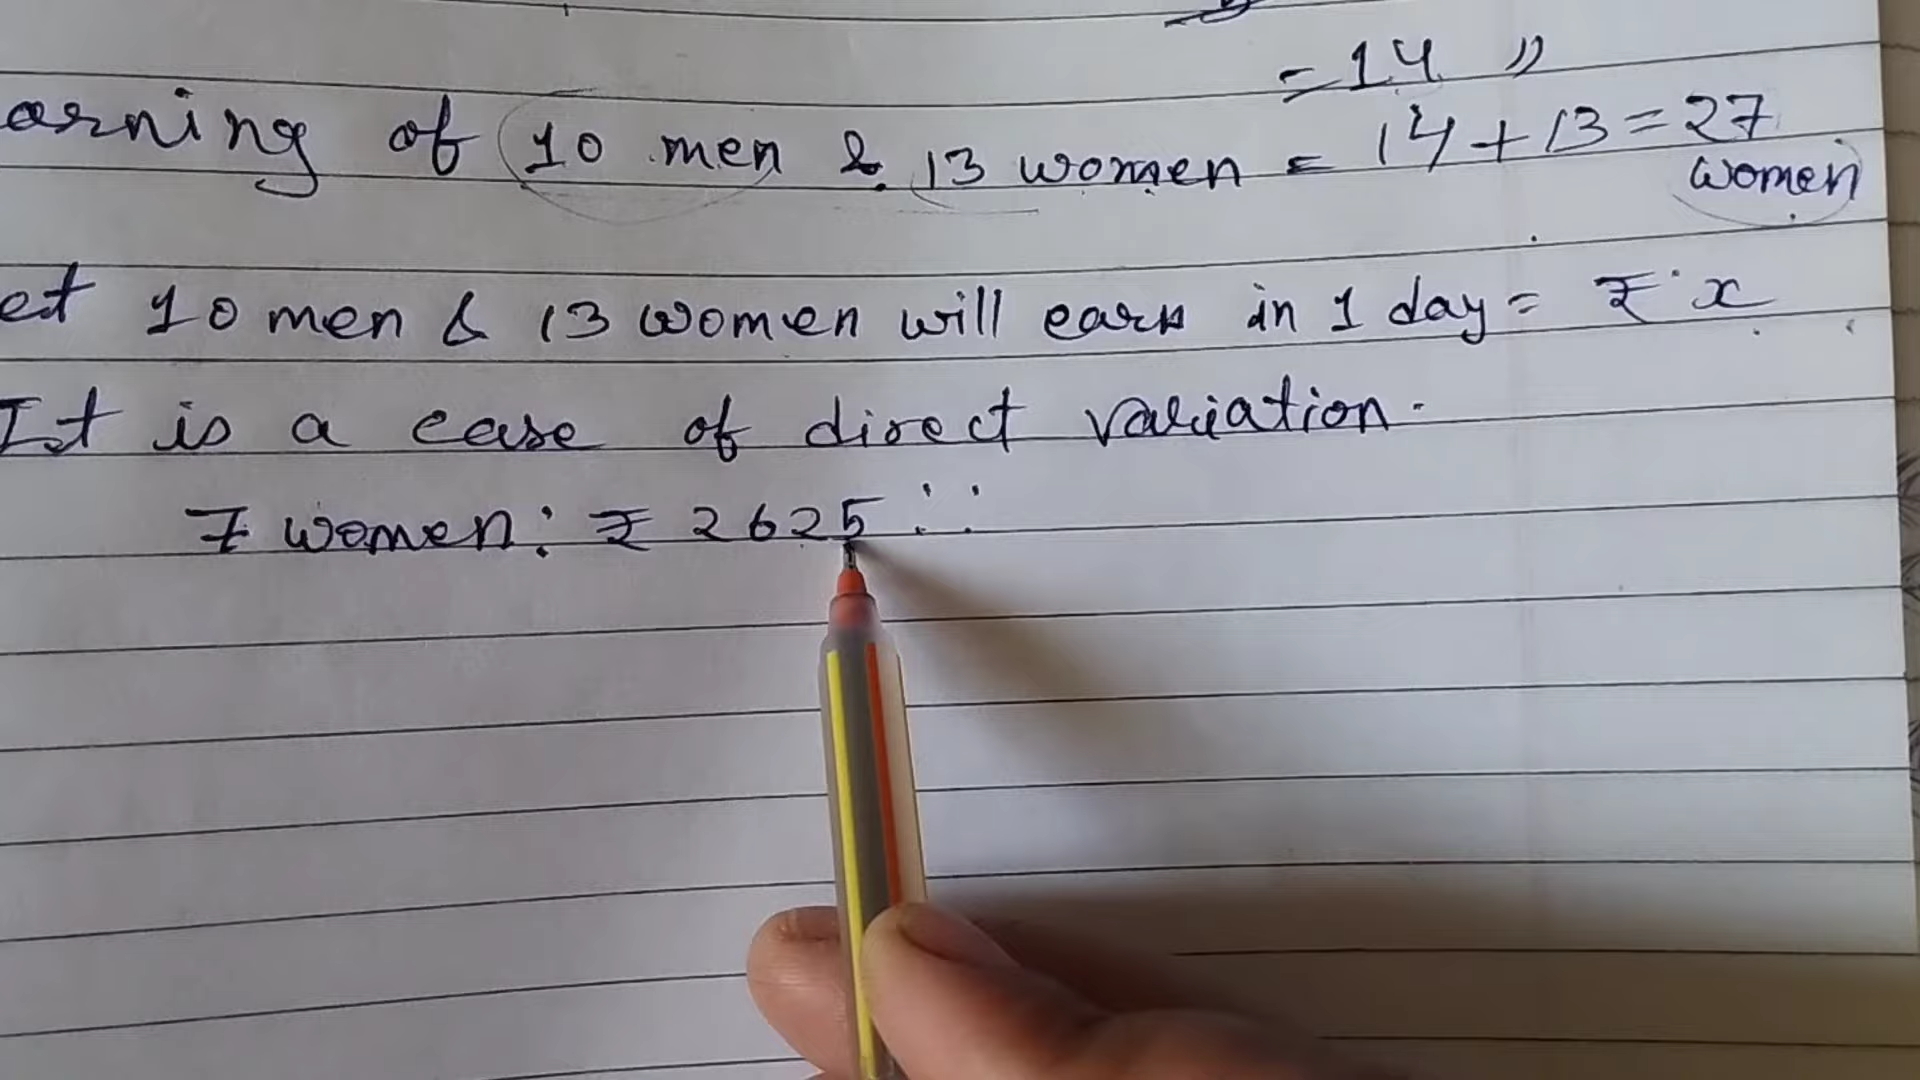 = 14 "
arning of 10 men & 13 women = 14 + 13 = 27
women
et 10 men & 13 women will earn in 1 day = ₹ x
It is a case of direct variation.
7 women : ₹ 2625 : :